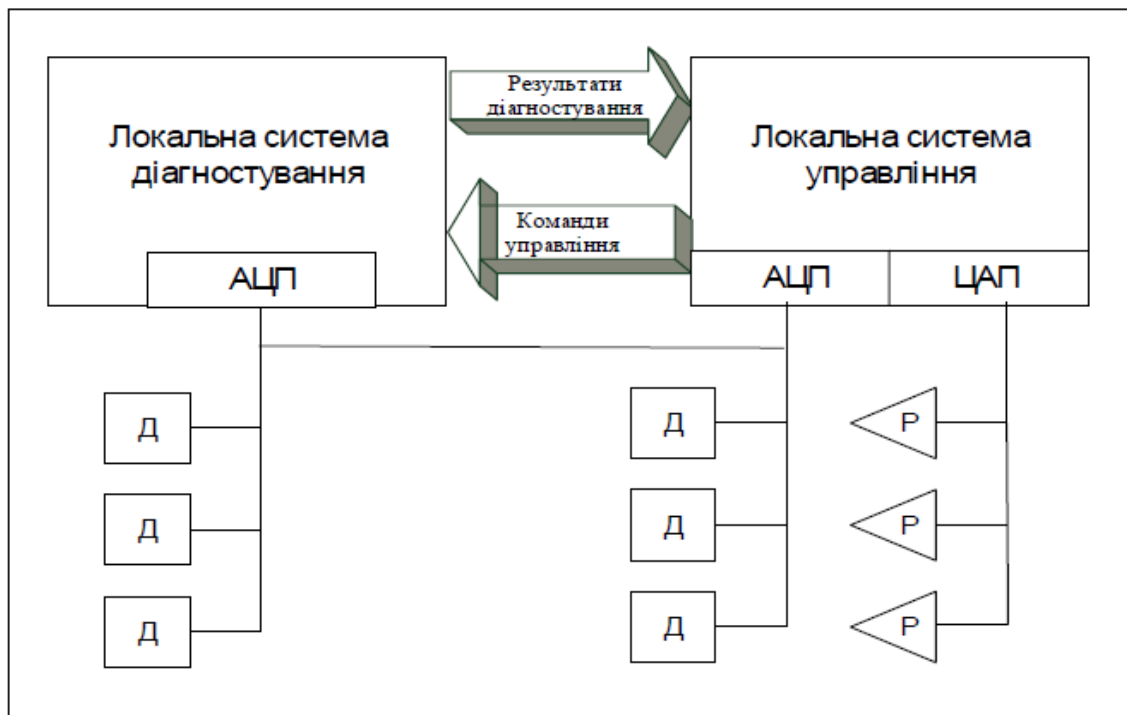 Локальна система
діагностування
АЦП
Результати
діагностування
Команди
управління
Локальна система
управління
АЦП
ЦАП
Д
Д
Д
Д
Д
Д
Р
Р
Р